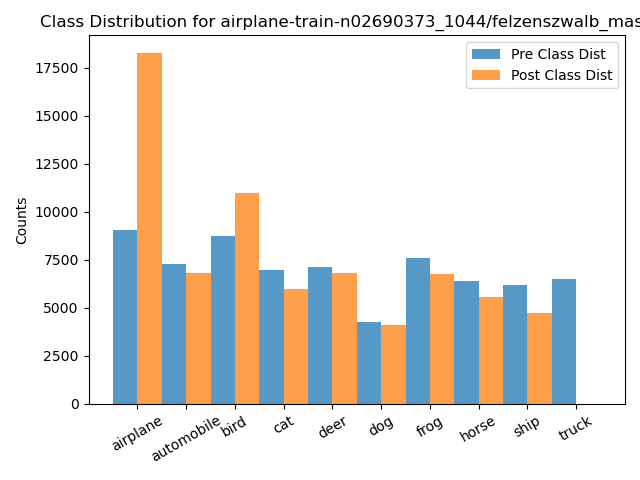 Class Distribution for airplane-train-n02690373_1044/felzenszwalb_mas
Pre Class Dist
Post Class Dist
17500
15000
12500
10000
7500
5000
2500
0
Counts
airplane
automobile
bird
cat
deer
dog
frog
horse
ship
truck